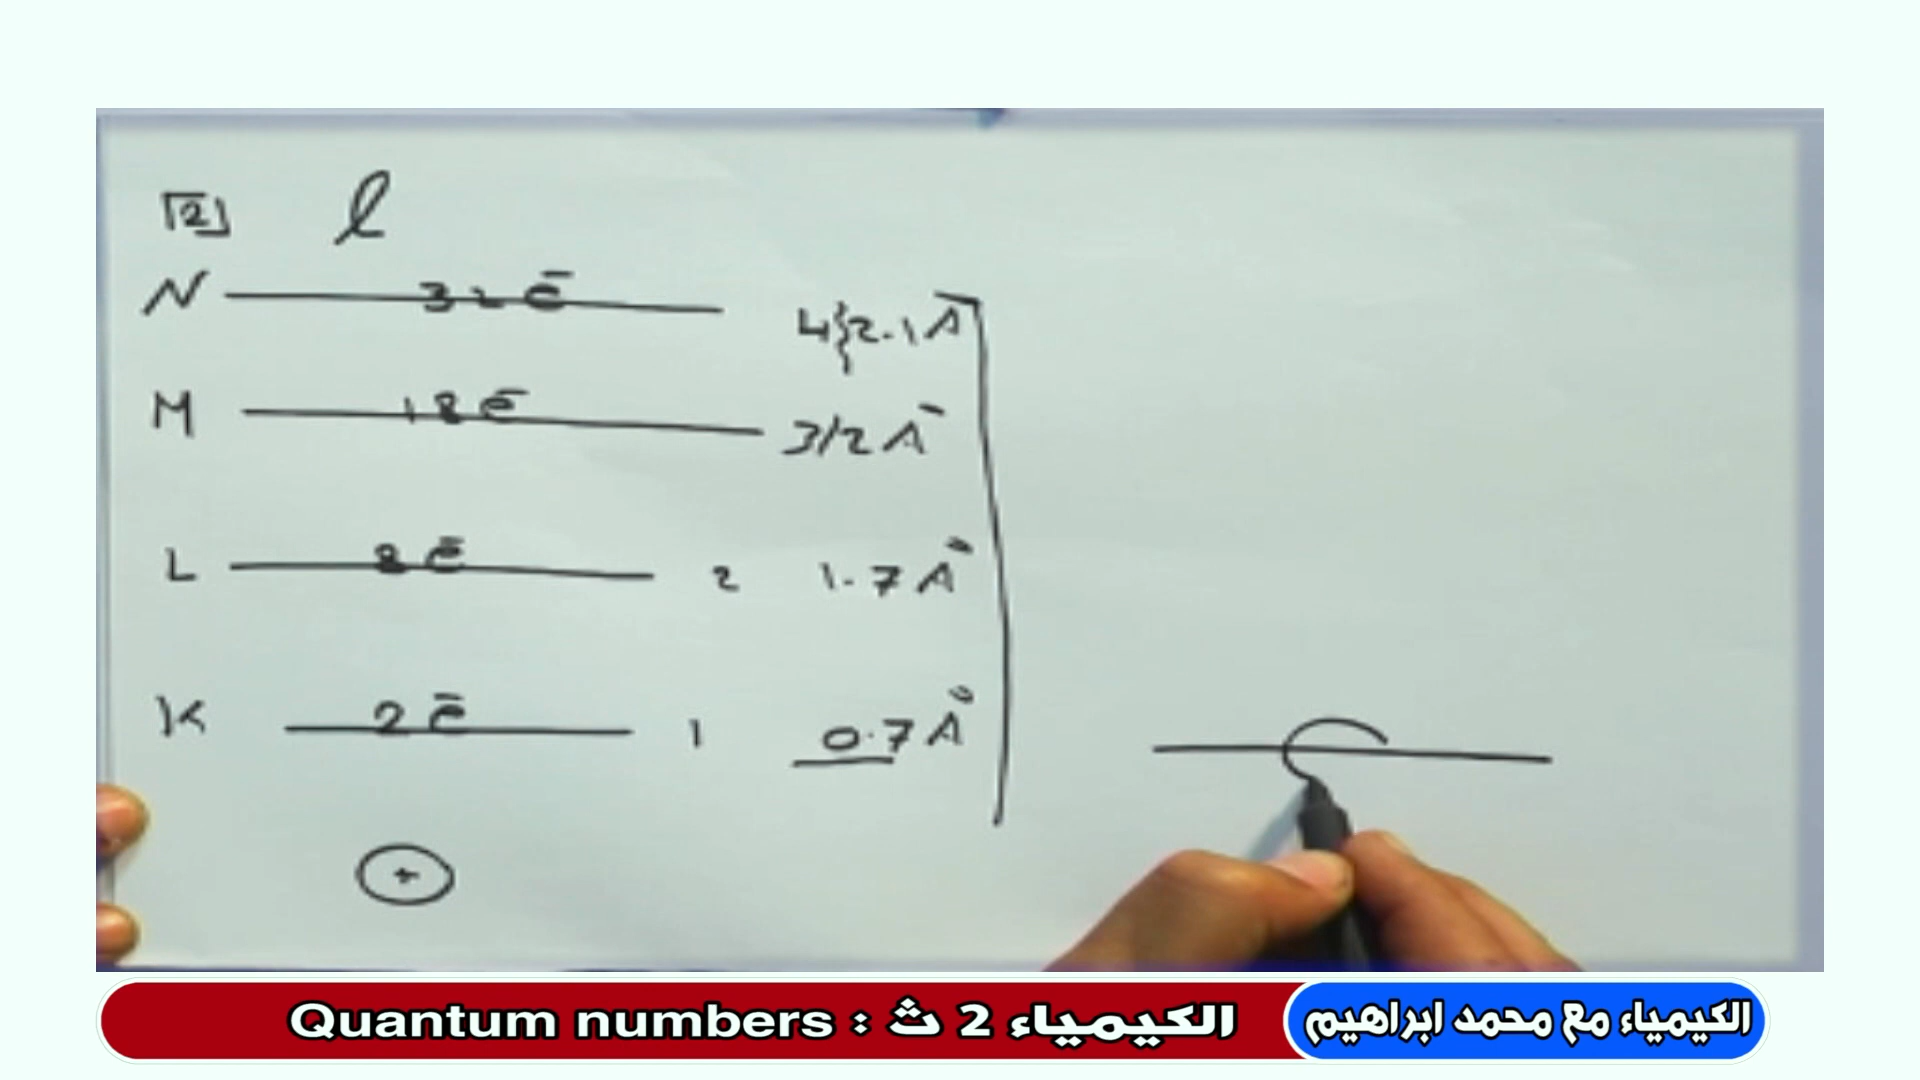 [2] l
N 32 e⁻ 4 { 2.1 A
M 18 e⁻ 3/2 A°
L 8 e⁻ 2 1.7 A°
K 2 e⁻ 1 0.7 A°
+
Quantum numbers : الكيمياء 2 ث
الكيمياء مع محمد ابراهيم